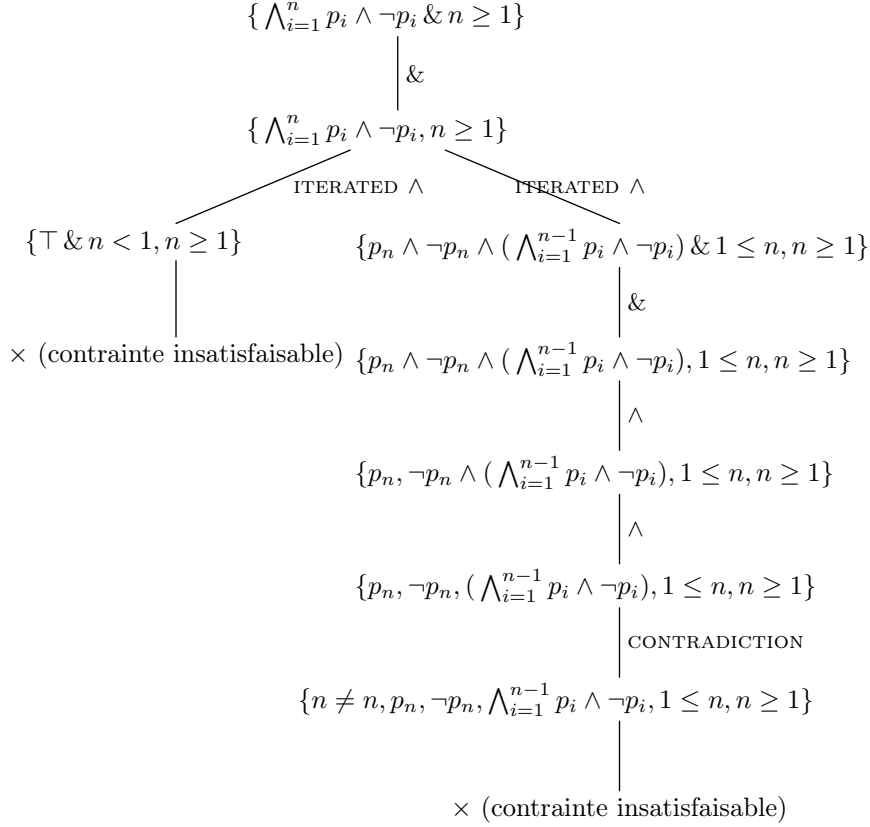 { ⋀_{i=1}^{n} p_i ∧ ¬p_i & n ≥ 1}
&
{ ⋀_{i=1}^{n} p_i ∧ ¬p_i, n ≥ 1}
ITERATED ∧ ITERATED ∧
{⊤ & n < 1, n ≥ 1} {p_n ∧ ¬p_n ∧ ( ⋀_{i=1}^{n−1} p_i ∧ ¬p_i) & 1 ≤ n, n ≥ 1}
&
× (contrainte insatisfaisable) {p_n ∧ ¬p_n ∧ ( ⋀_{i=1}^{n−1} p_i ∧ ¬p_i), 1 ≤ n, n ≥ 1}
∧
{p_n, ¬p_n ∧ ( ⋀_{i=1}^{n−1} p_i ∧ ¬p_i), 1 ≤ n, n ≥ 1}
∧
{p_n, ¬p_n, ( ⋀_{i=1}^{n−1} p_i ∧ ¬p_i), 1 ≤ n, n ≥ 1}
CONTRADICTION
{n ≠ n, p_n, ¬p_n, ⋀_{i=1}^{n−1} p_i ∧ ¬p_i, 1 ≤ n, n ≥ 1}
× (contrainte insatisfaisable)